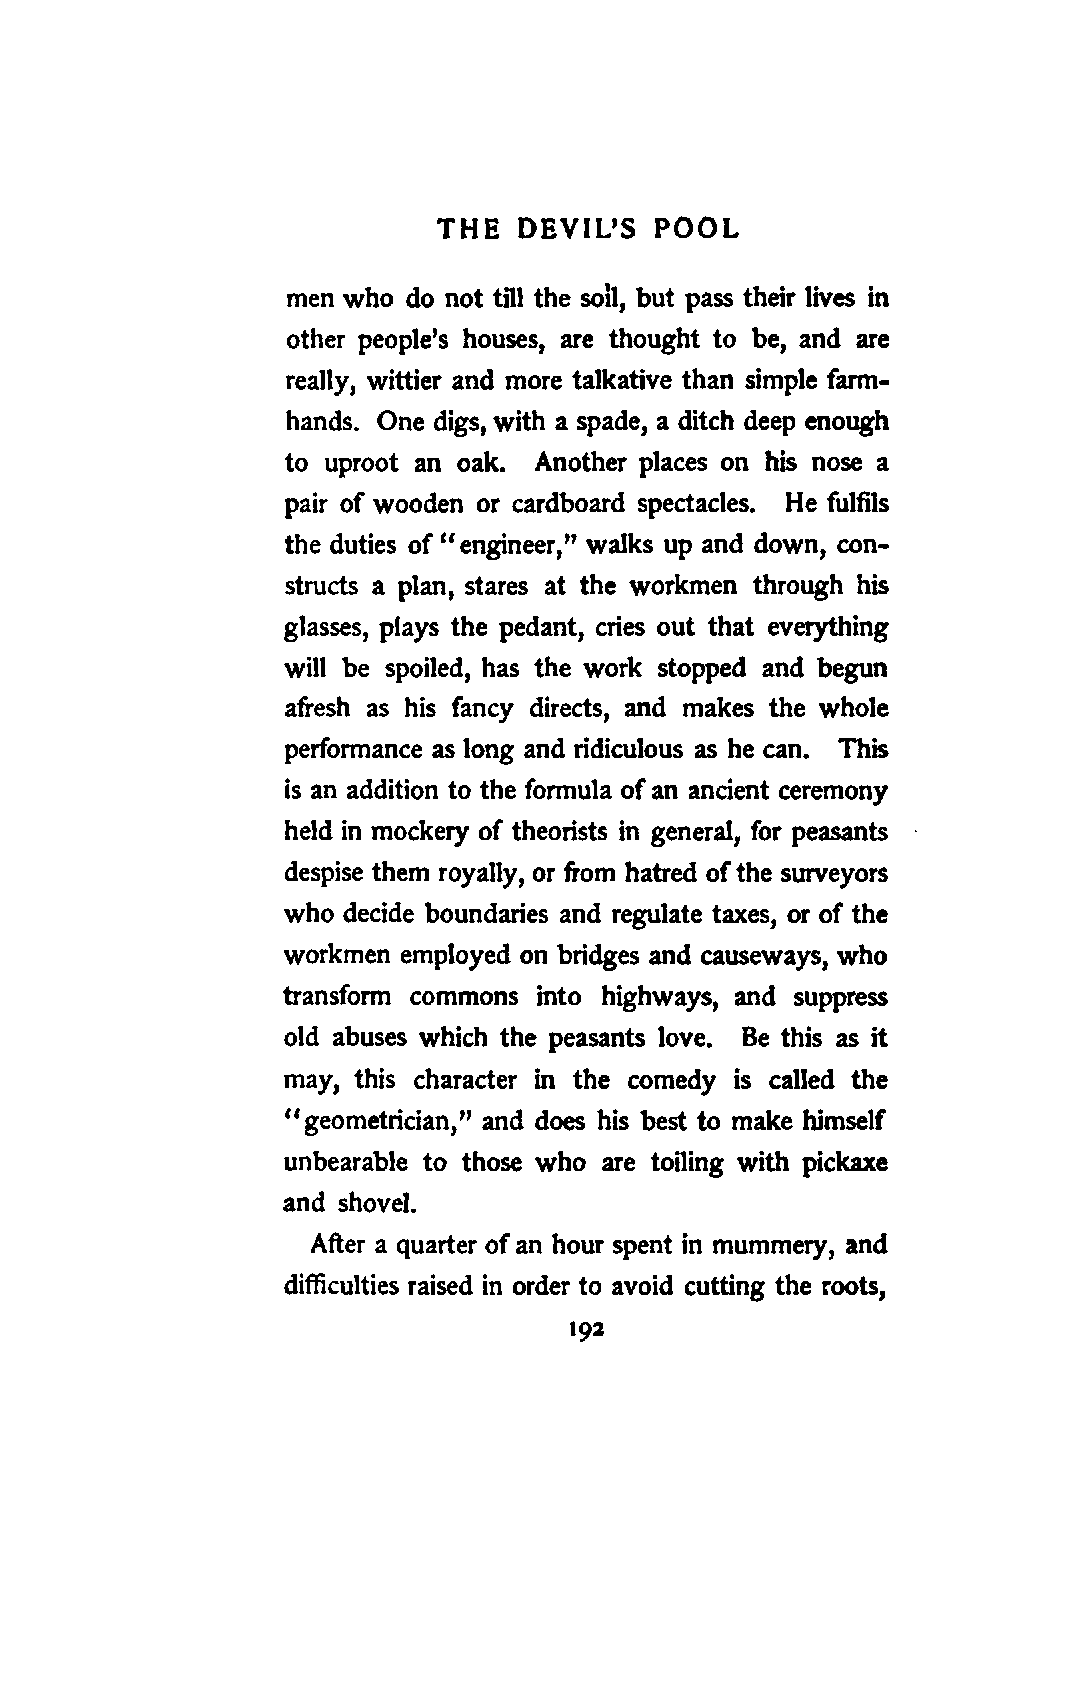 THE DEVIL'S POOL
men who do not till the soil, but pass their lives in
other people's houses, are thought to be, and are
really, wittier and more talkative than simple farm-
hands. One digs, with a spade, a ditch deep enough
to uproot an oak. Another places on his nose a
pair of wooden or cardboard spectacles. He fulfils
the duties of "engineer," walks up and down, con-
structs a plan, stares at the workmen through his
glasses, plays the pedant, cries out that everything
will be spoiled, has the work stopped and begun
afresh as his fancy directs, and makes the whole
performance as long and ridiculous as he can. This
is an addition to the formula of an ancient ceremony
held in mockery of theorists in general, for peasants
despise them royally, or from hatred of the surveyors
who decide boundaries and regulate taxes, or of the
workmen employed on bridges and causeways, who
transform commons into highways, and suppress
old abuses which the peasants love. Be this as it
may, this character in the comedy is called the
"geometrician," and does his best to make himself
unbearable to those who are toiling with pickaxe
and shovel.
After a quarter of an hour spent in mummery, and
difficulties raised in order to avoid cutting the roots,
192